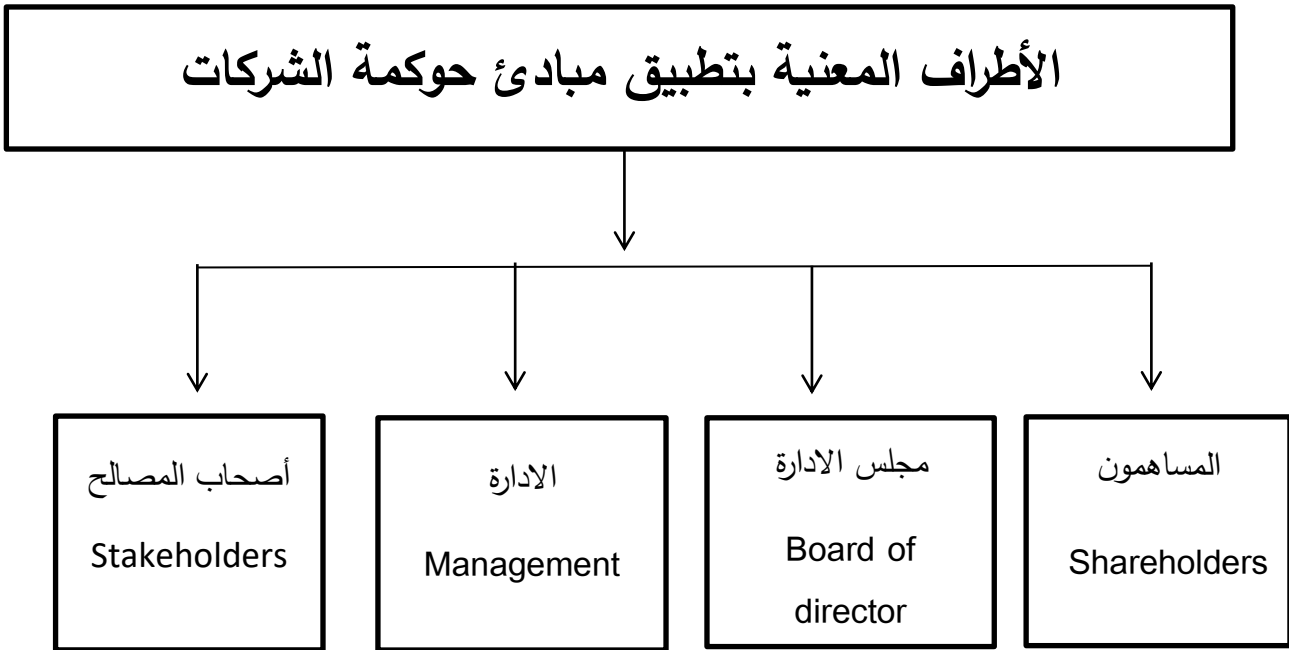 الأطراف المعنية بتطبيق مبادئ حوكمة الشركات
المساهمون
Shareholders
مجلس الادارة
Board of
director
الادارة
Management
أصحاب المصالح
Stakeholders